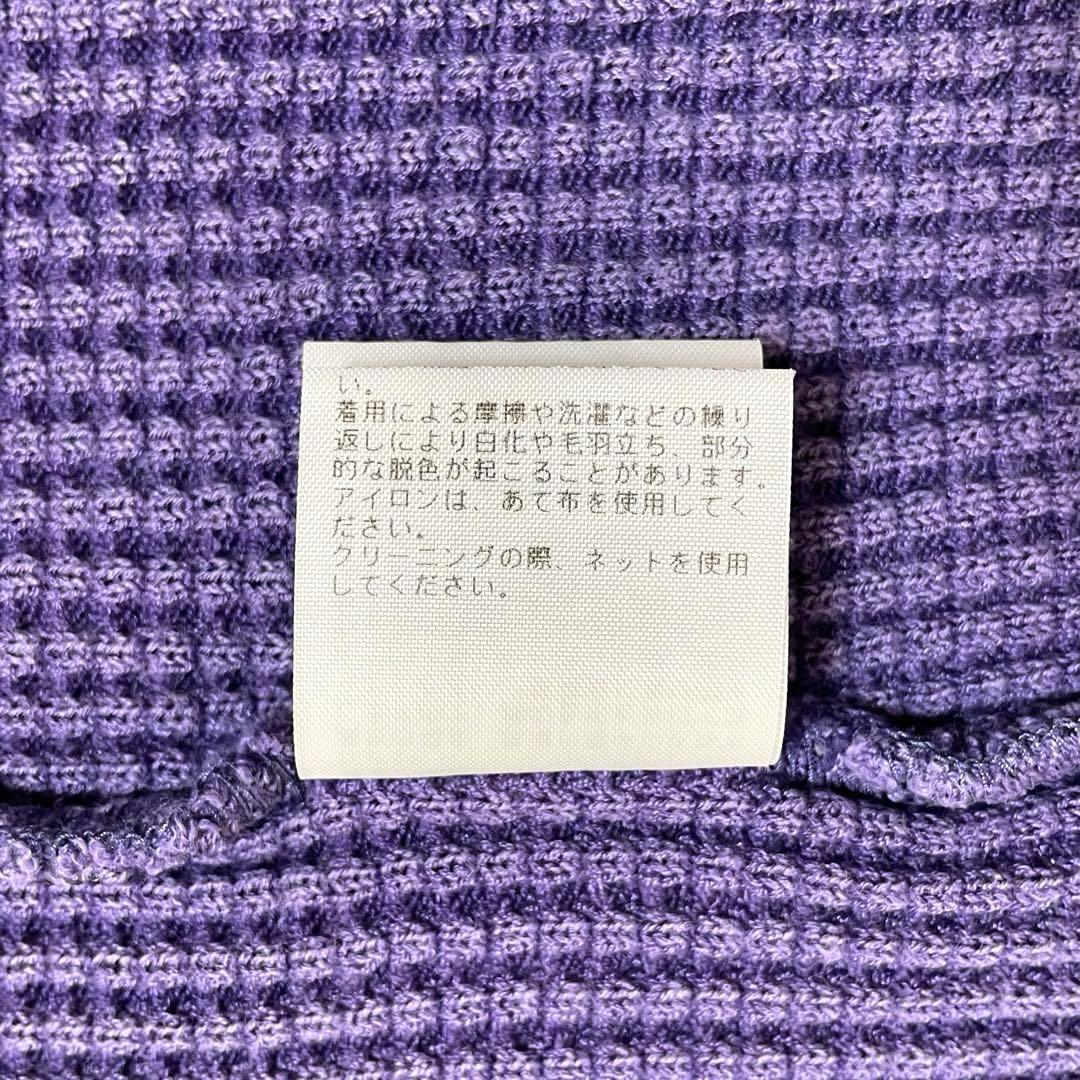 い。
着用による摩擦や洗濯などの繰り
返しにより白化や毛羽立ち、部分
的な脱色が起こることがあります。
アイロンは、あて布を使用してく
ださい。
クリーニングの際、ネットを使用
してください。